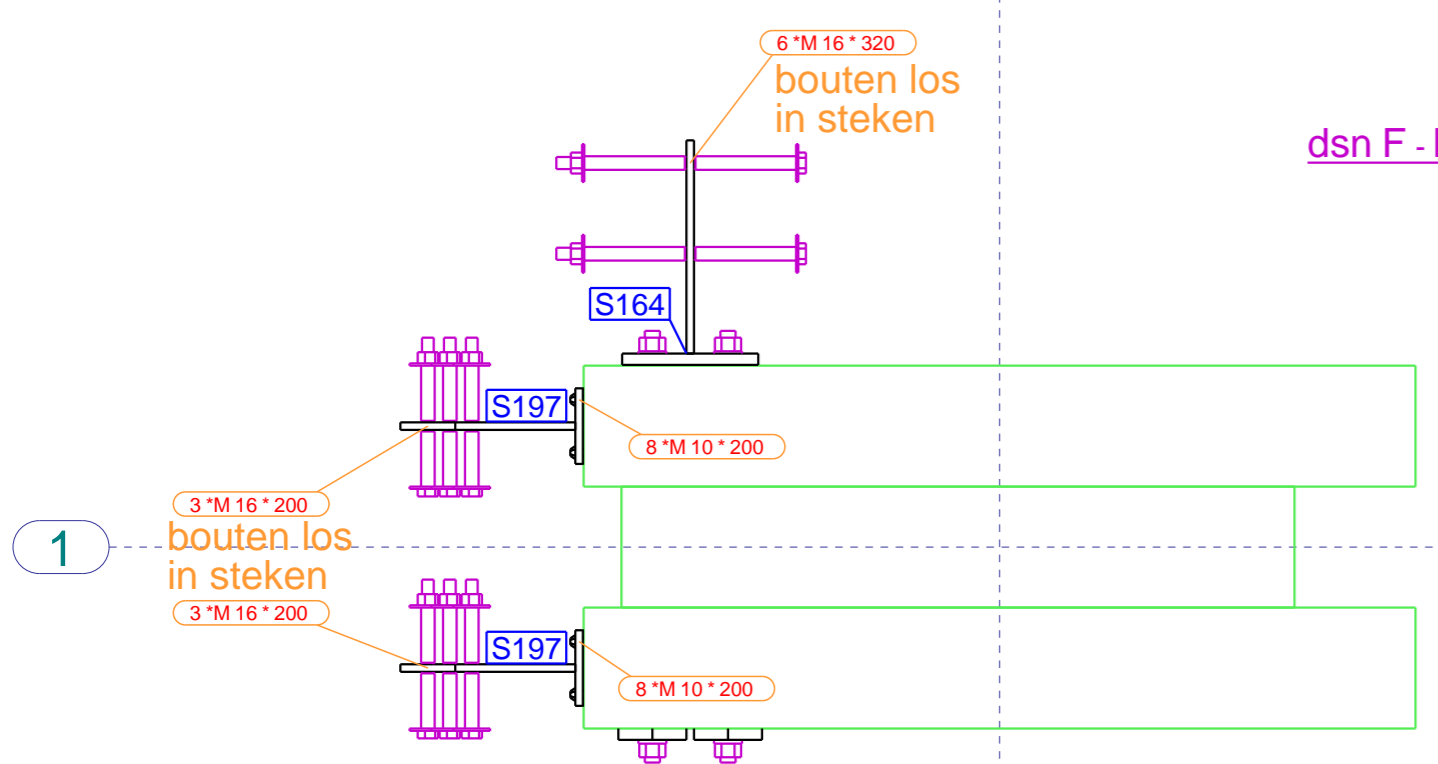 6 *M 16 * 320
bouten los
in steken
dsn F -
S164
S197
8 *M 10 * 200
3 *M 16 * 200
bouten los
in steken
1
3 *M 16 * 200
S197
8 *M 10 * 200